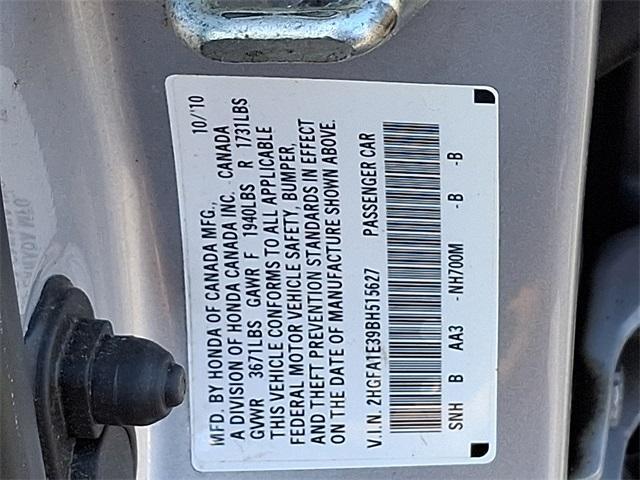 MFD. BY HONDA OF CANADA MFG., 10/'10
A DIVISION OF HONDA CANADA INC. CANADA
GVWR 3671LBS GAWR F 1940LBS R 1731LBS
THIS VEHICLE CONFORMS TO ALL APPLICABLE
FEDERAL MOTOR VEHICLE SAFETY, BUMPER,
AND THEFT PREVENTION STANDARDS IN EFFECT
ON THE DATE OF MANUFACTURE SHOWN ABOVE.
V.I.N. 2HGFA1E39BH515627 PASSENGER CAR
SNH B AA3 - NH700M - B -B